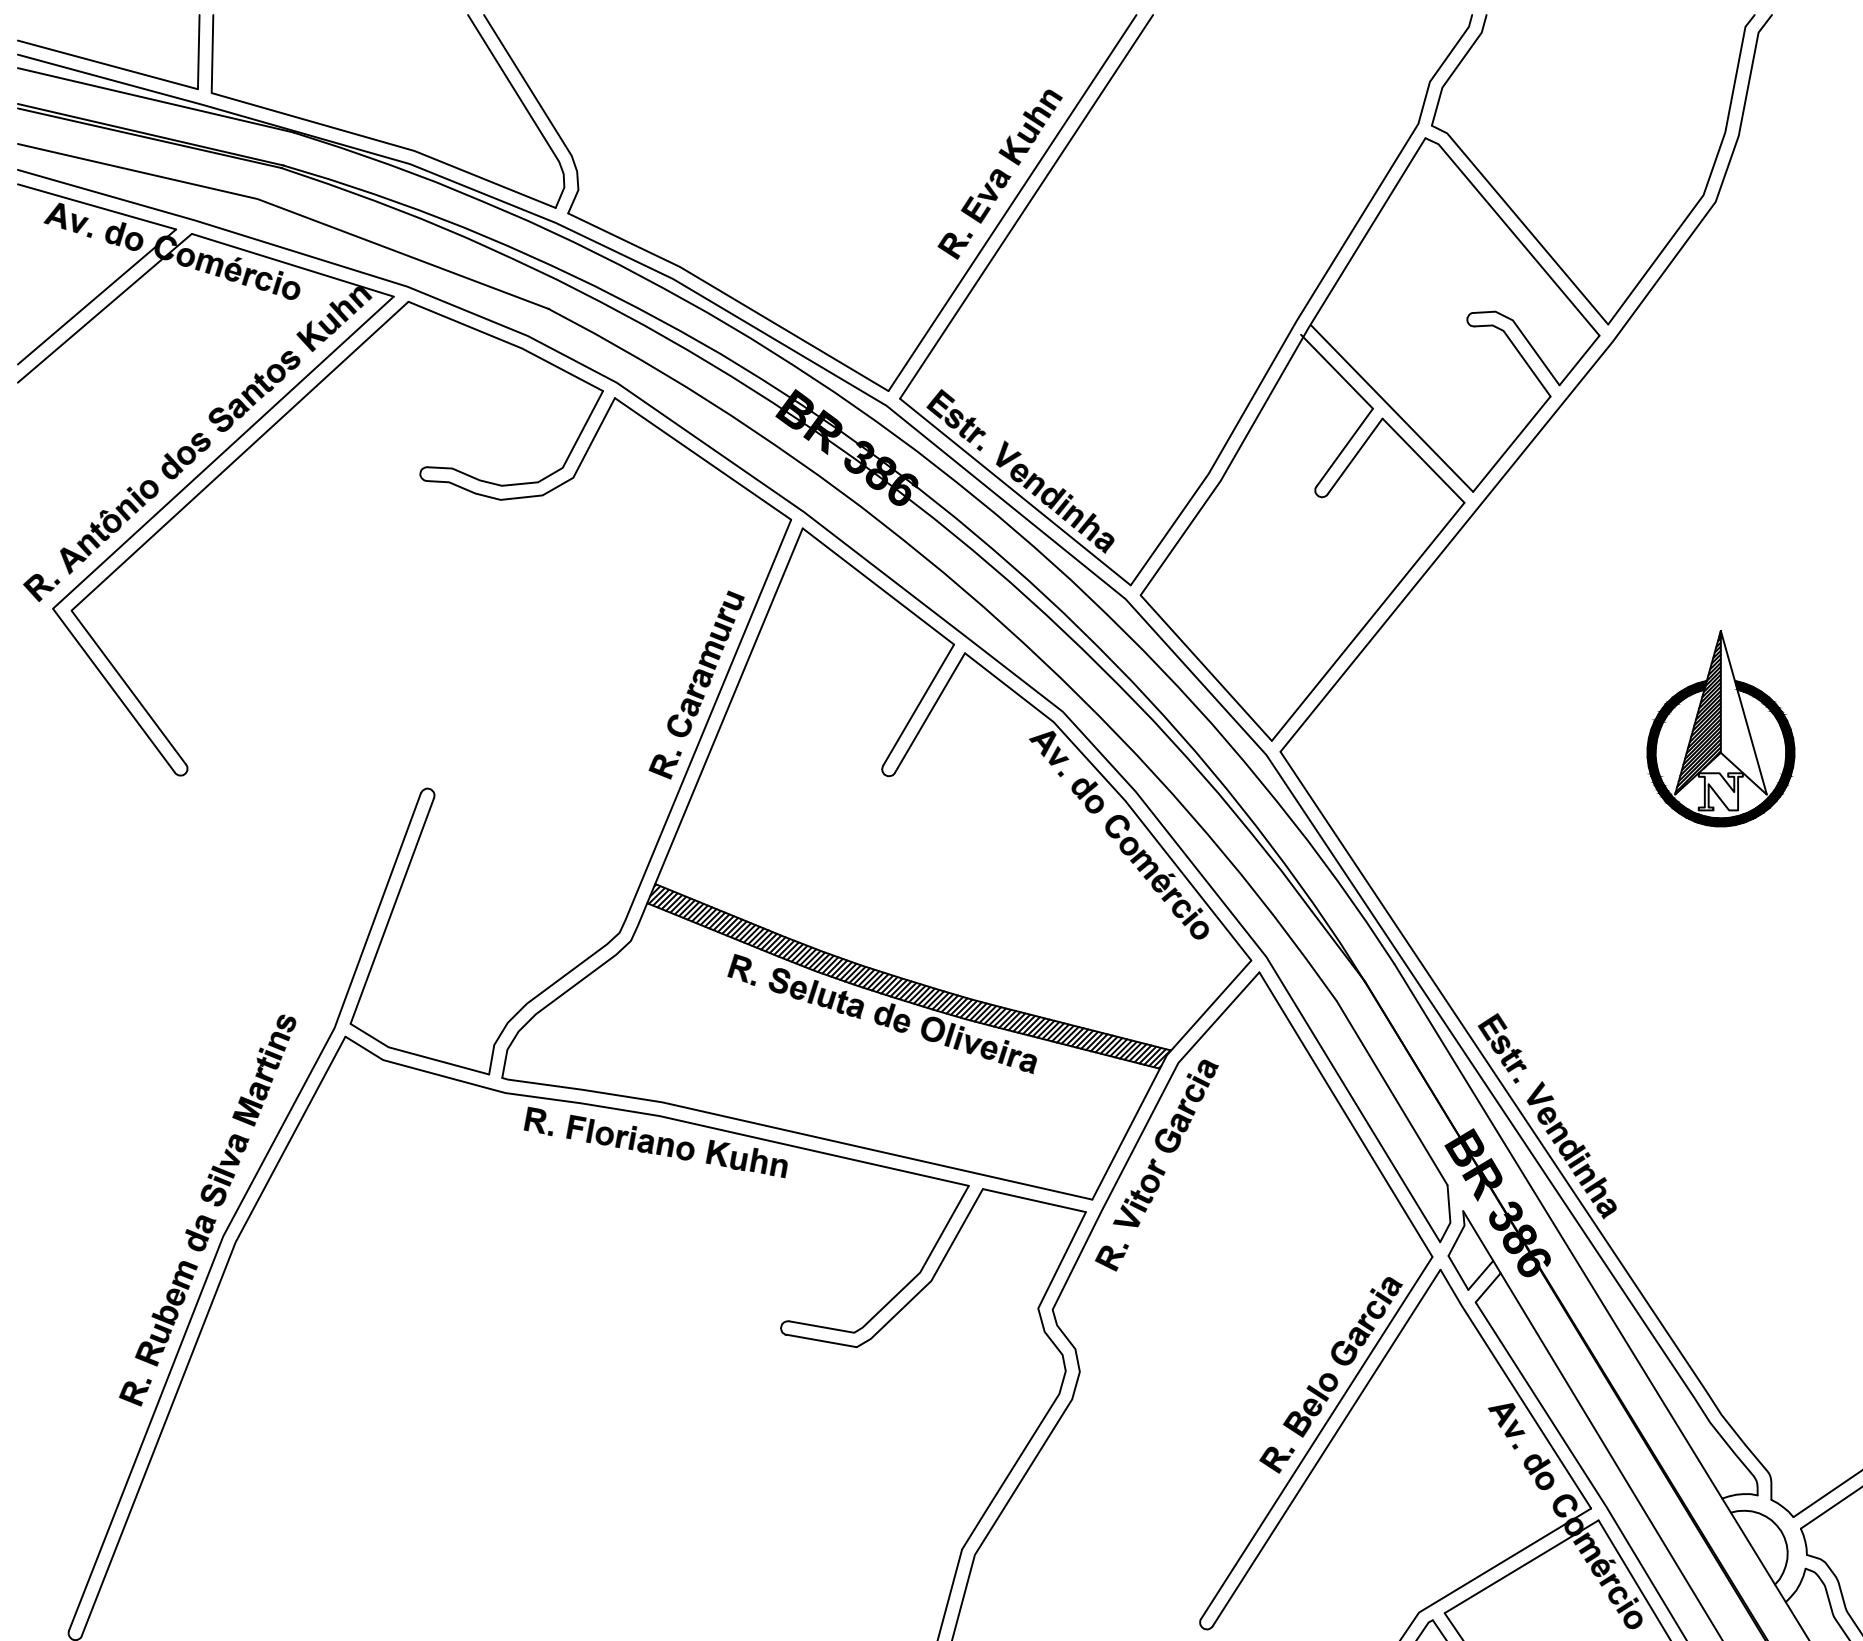 R. Eva Kuhn
Av. do Comércio
R. Antônio dos Santos Kuhn
BR 386
Estr. Vendinha
R. Caramuru
N
Av. do Comércio
R. Seluta de Oliveira
R. Rubem da Silva Martins
Estr. Vendinha
R. Floriano Kuhn
R. Vitor Garcia
BR 386
R. Belo Garcia
Av. do Comércio